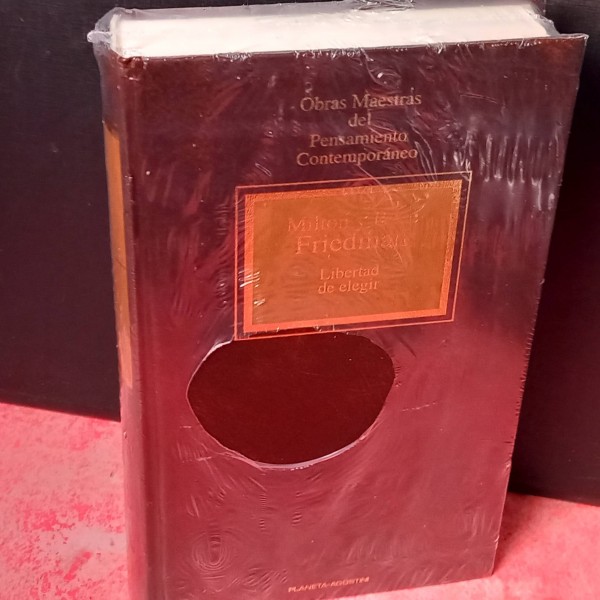 Obras Maestras
del
Pensamiento
Contemporáneo
Milton
Friedman
Libertad
de elegir
PLANETA-AGOSTINI